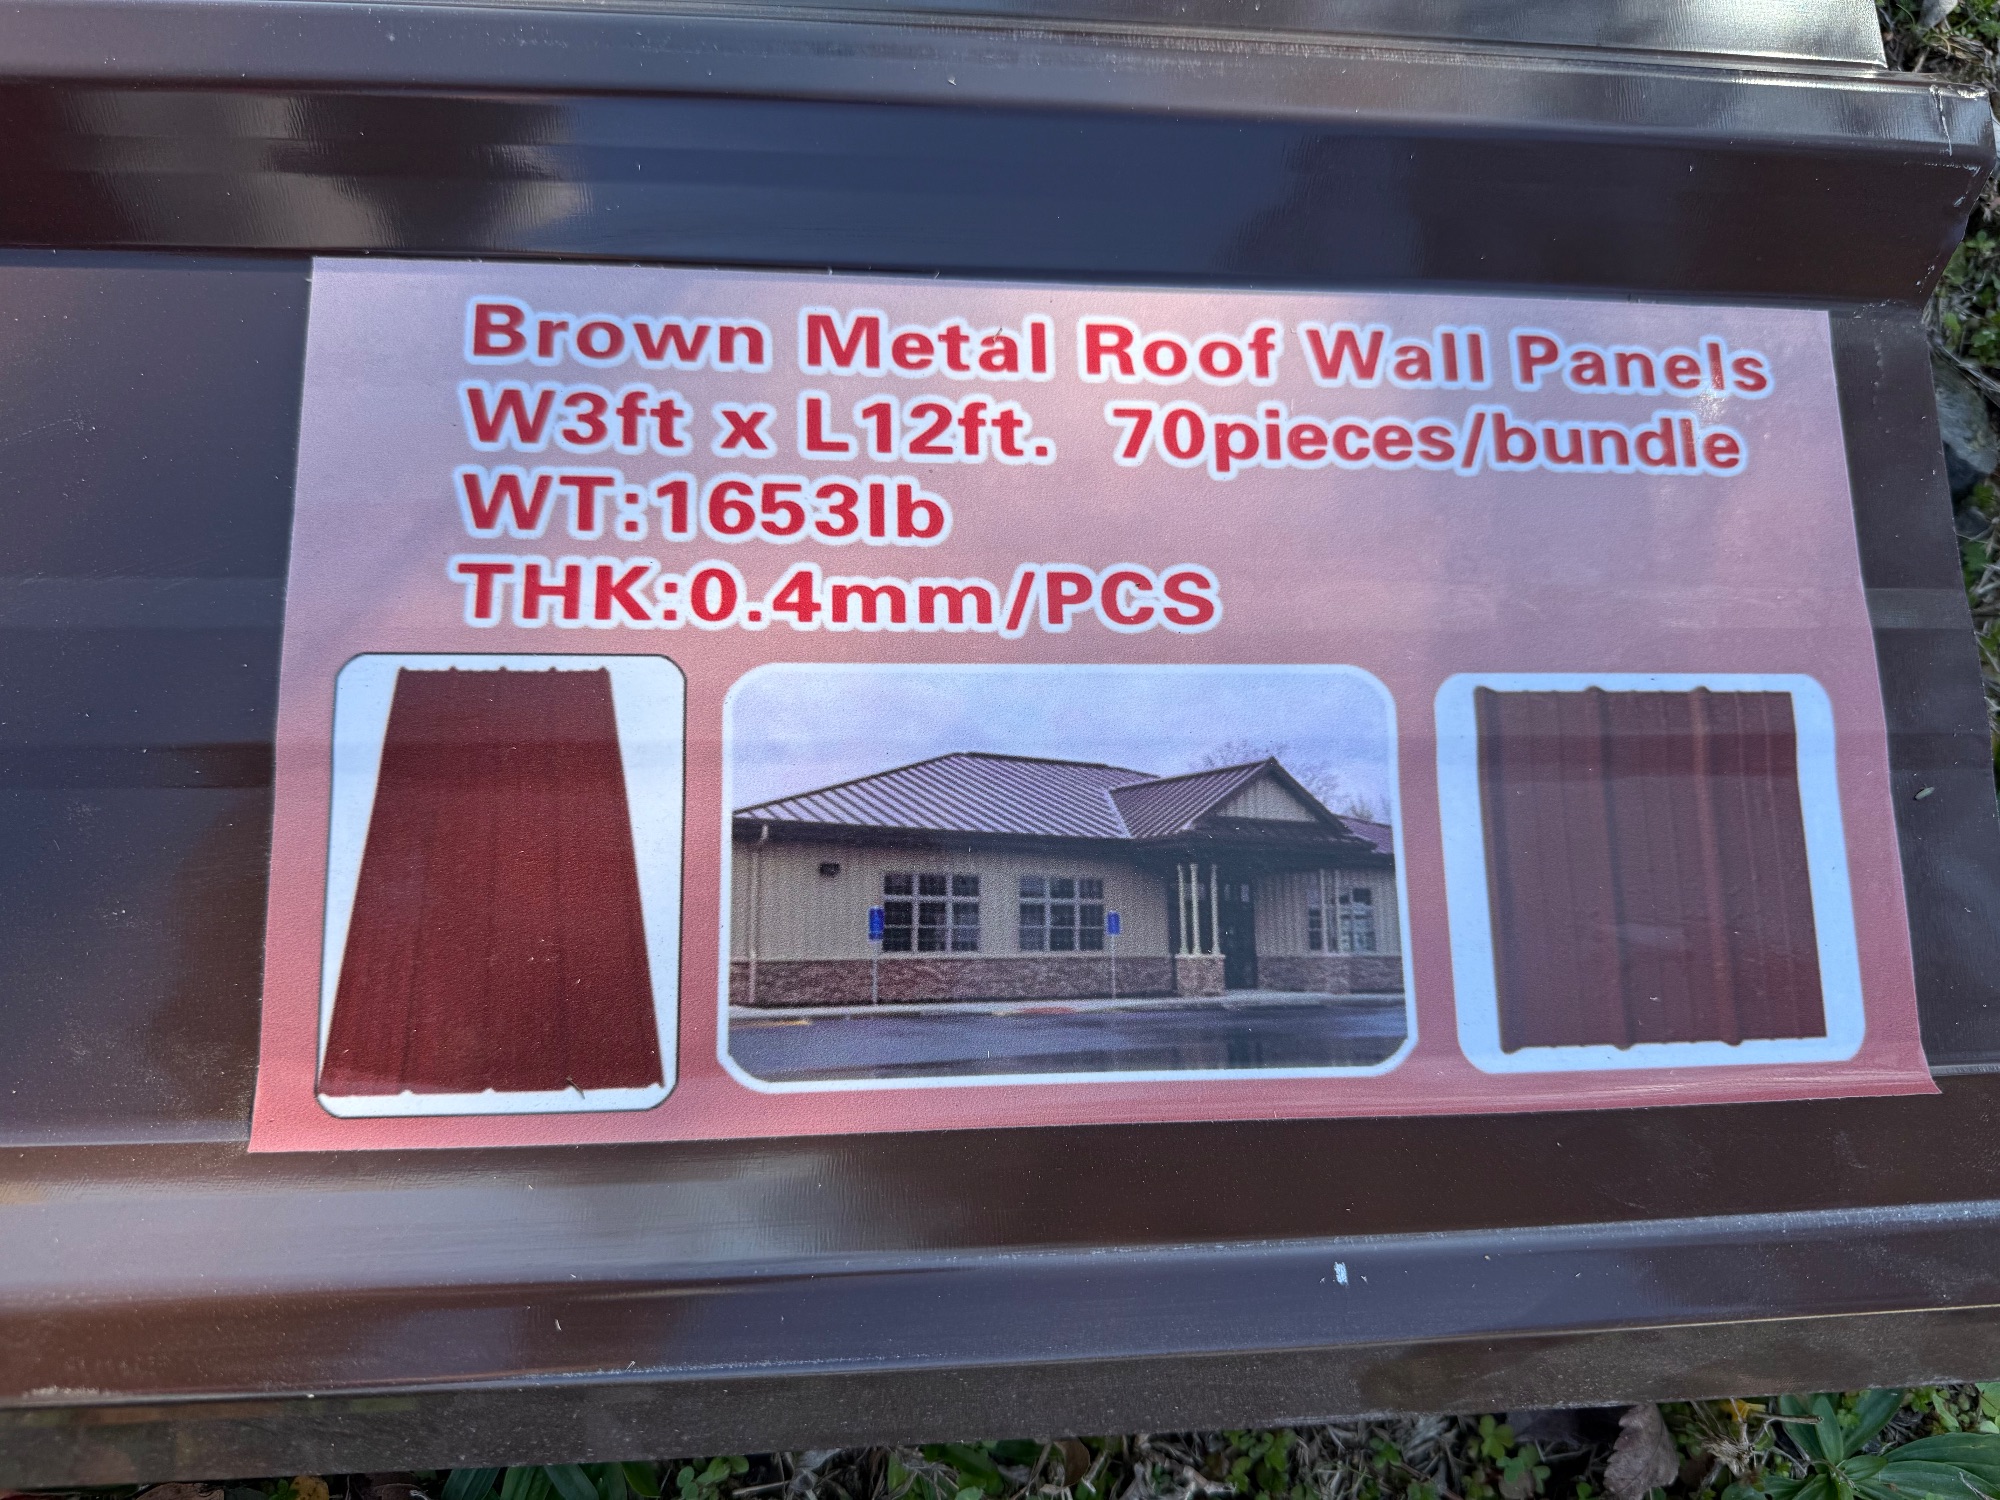 Brown Metal Roof Wall Panels
W3ft x L12ft. 70pieces/bundle
WT:1653lb
THK:0.4mm/PCS